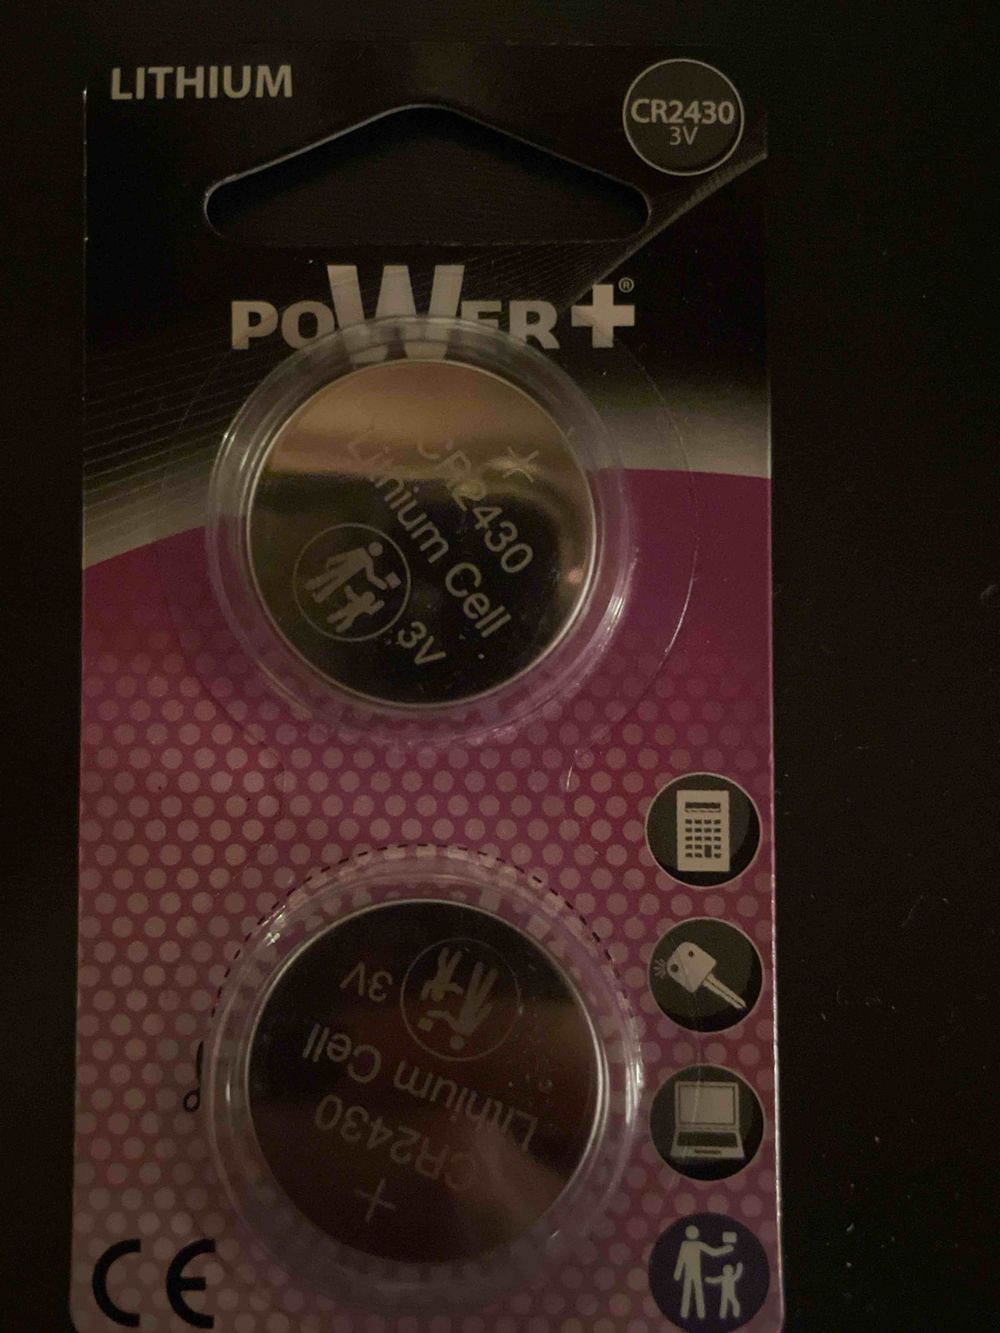 LITHIUM
CR2430
3V
POWER+®
+
CR2430
Lithium Cell
3V
3V
Lithium Cell
CR2430
+
CE